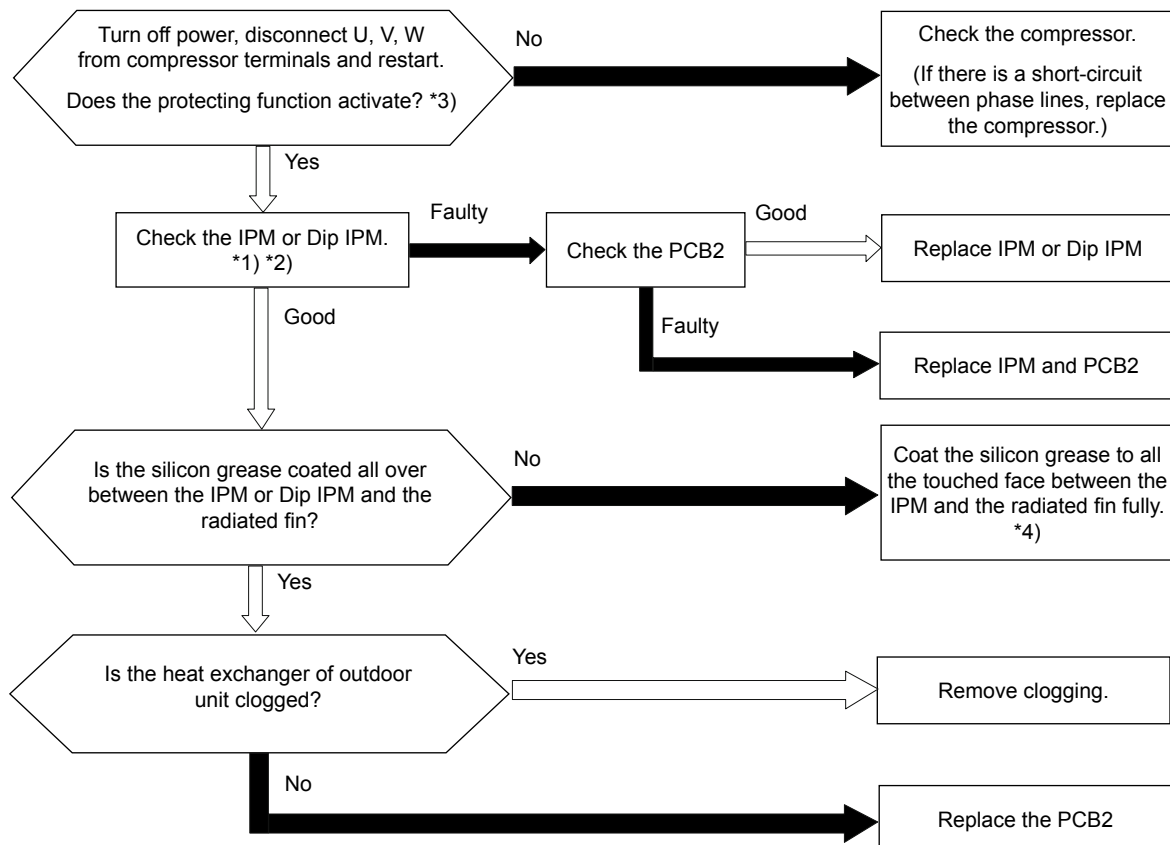 Turn off power, disconnect U, V, W
from compressor terminals and restart.
Does the protecting function activate? *3)
No
Check the compressor.
(If there is a short-circuit
between phase lines, replace
the compressor.)
Yes
Check the IPM or Dip IPM.
*1) *2)
Faulty
Check the PCB2
Good
Replace IPM or Dip IPM
Good
Faulty
Replace IPM and PCB2
Is the silicon grease coated all over
between the IPM or Dip IPM and the
radiated fin?
No
Coat the silicon grease to all
the touched face between the
IPM and the radiated fin fully.
*4)
Yes
Is the heat exchanger of outdoor
unit clogged?
Yes
Remove clogging.
No
Replace the PCB2